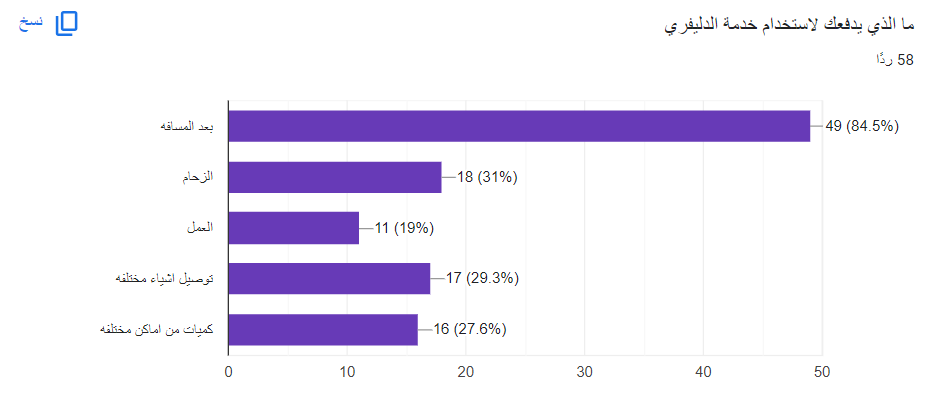 ما الذي يدفعك لاستخدام خدمة الدليفري
نسخ
58 ردًا
بعد المسافه
49 (84.5%)
الزحام
18 (31%)
العمل
11 (19%)
توصيل اشياء مختلفه
17 (29.3%)
كميات من اماكن مختلفه
16 (27.6%)
0 10 20 30 40 50